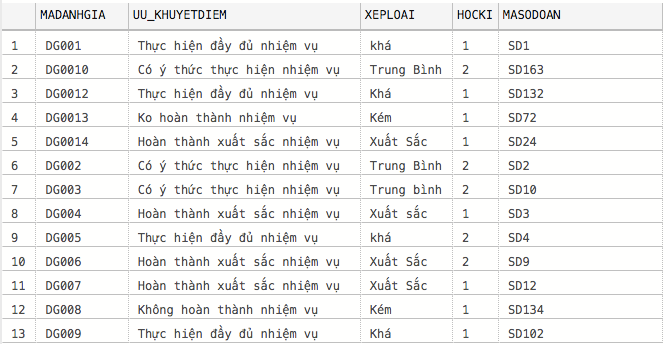 MADANHGIA UU_KHUYETDIEM XEPLOAI HOCKI MASODOAN
1 DG001 Thực hiện đầy đủ nhiệm vụ khá 1 SD1
2 DG0010 Có ý thức thực hiện nhiệm vụ Trung Bình 2 SD163
3 DG0012 Thực hiện đầy đủ nhiệm vụ Khá 1 SD132
4 DG0013 Ko hoàn thành nhiệm vụ Kém 1 SD72
5 DG0014 Hoàn thành xuất sắc nhiệm vụ Xuất Sắc 1 SD24
6 DG002 Có ý thức thực hiện nhiệm vụ Trung Bình 2 SD2
7 DG003 Có ý thức thực hiện nhiệm vụ Trung bình 2 SD10
8 DG004 Hoàn thành xuất sắc nhiệm vụ Xuất sắc 1 SD3
9 DG005 Thực hiện đầy đủ nhiệm vụ khá 2 SD4
10 DG006 Hoàn thành xuất sắc nhiệm vụ Xuất Sắc 2 SD9
11 DG007 Hoàn thành xuất sắc nhiệm vụ Xuất Sắc 1 SD12
12 DG008 Không hoàn thành nhiệm vụ Kém 1 SD134
13 DG009 Thực hiện đầy đủ nhiệm vụ Khá 1 SD102